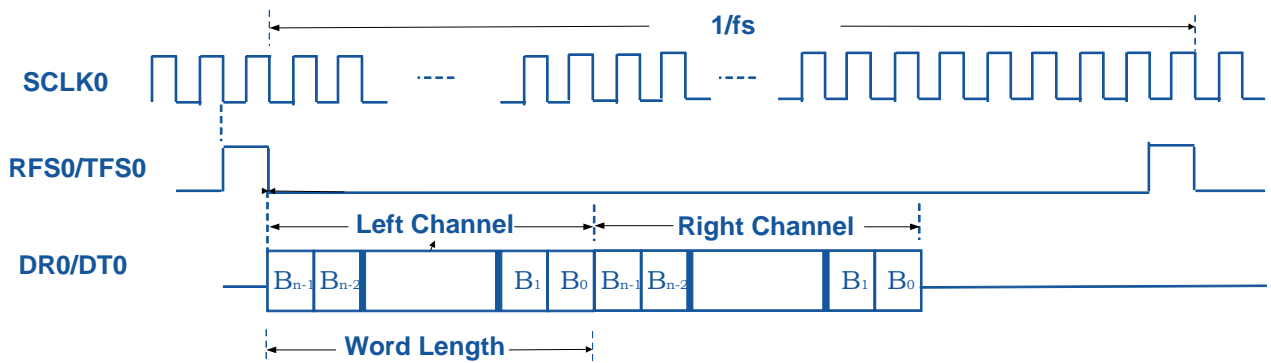 1/fs
SCLK0
RFS0/TFS0
Left Channel
Right Channel
DR0/DT0
Bn-1 Bn-2 B1 B0 Bn-1 Bn-2 B1 B0
Word Length